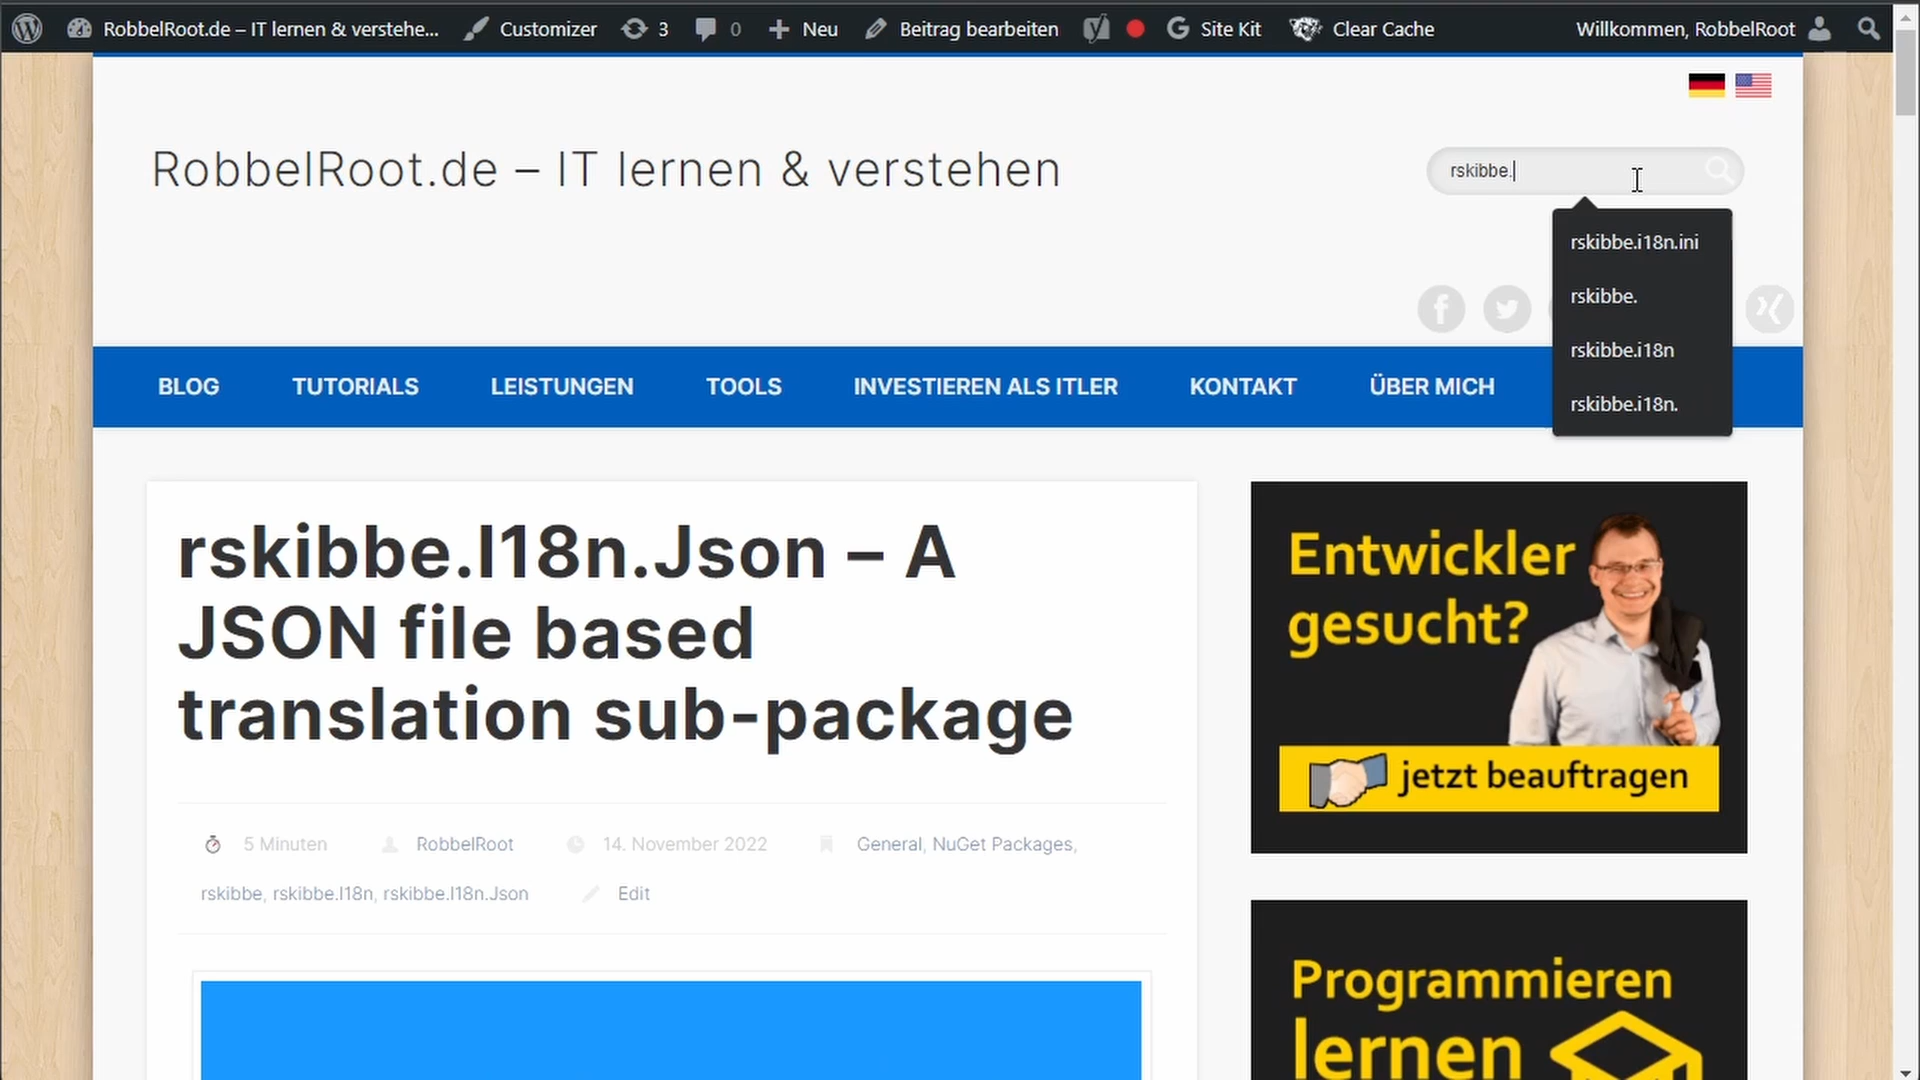 RobbelRoot.de – IT lernen & verstehe... Customizer 3 0 Neu Beitrag bearbeiten Site Kit Clear Cache Willkommen, RobbelRoot
RobbelRoot.de – IT lernen & verstehen
rskibbe.
rskibbe.i18n.ini
rskibbe.
rskibbe.i18n
rskibbe.i18n.
BLOG TUTORIALS LEISTUNGEN TOOLS INVESTIEREN ALS ITLER KONTAKT ÜBER MICH
rskibbe.I18n.Json – A
JSON file based
translation sub-package
5 Minuten RobbelRoot 14. November 2022 General, NuGet Packages,
rskibbe, rskibbe.I18n, rskibbe.I18n.Json Edit
Entwickler
gesucht?
jetzt beauftragen
Programmieren
lernen